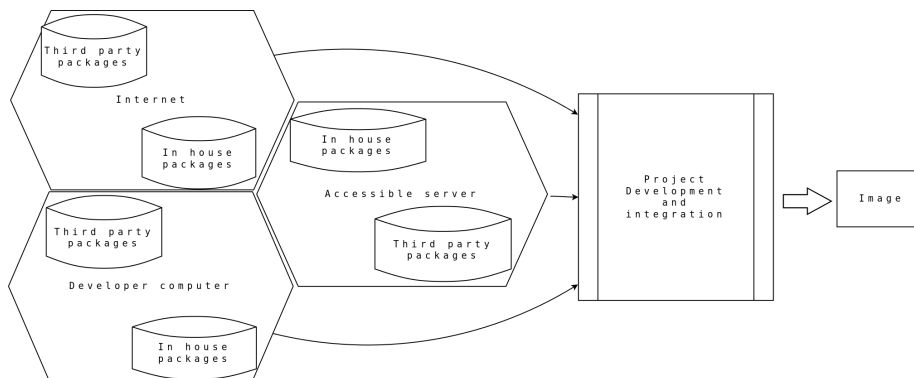 Third party
packages
Internet
In house
packages
In house
packages
Accessible server
Third party
packages
Third party
packages
Developer computer
In house
packages
Project
Development
and
integration
Image